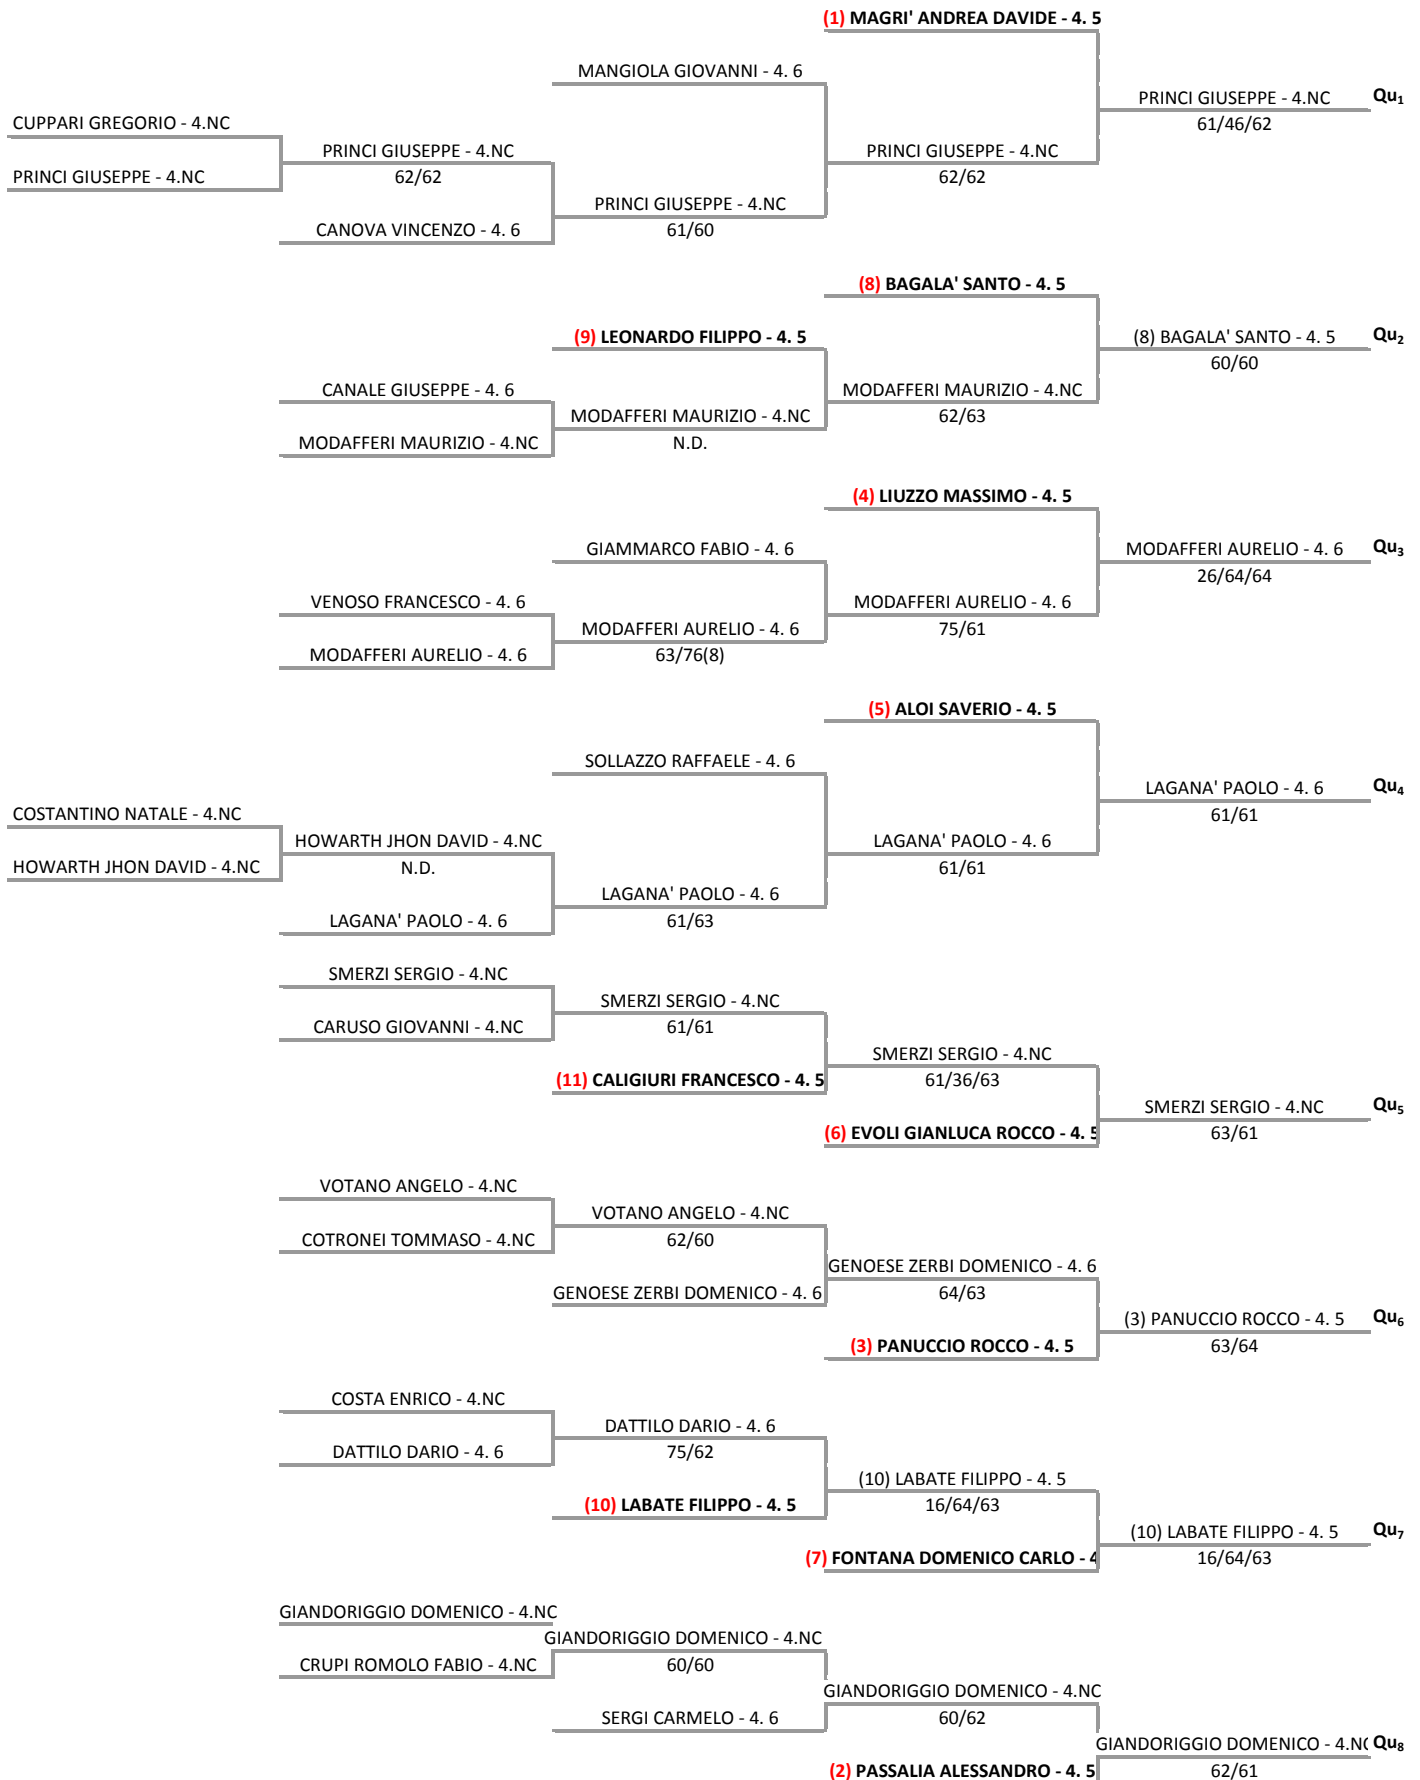 (1) MAGRI' ANDREA DAVIDE - 4. 5
MANGIOLA GIOVANNI - 4. 6
PRINCI GIUSEPPE - 4.NC Qu1
CUPPARI GREGORIO - 4.NC
61/46/62
PRINCI GIUSEPPE - 4.NC
PRINCI GIUSEPPE - 4.NC
PRINCI GIUSEPPE - 4.NC
62/62
62/62
PRINCI GIUSEPPE - 4.NC
CANOVA VINCENZO - 4. 6
61/60
(8) BAGALA' SANTO - 4. 5
(9) LEONARDO FILIPPO - 4. 5
(8) BAGALA' SANTO - 4. 5 Qu2
60/60
CANALE GIUSEPPE - 4. 6
MODAFFERI MAURIZIO - 4.NC
MODAFFERI MAURIZIO - 4.NC
62/63
MODAFFERI MAURIZIO - 4.NC
N.D.
(4) LIUZZO MASSIMO - 4. 5
GIAMMARCO FABIO - 4. 6
MODAFFERI AURELIO - 4. 6 Qu3
26/64/64
VENOSO FRANCESCO - 4. 6
MODAFFERI AURELIO - 4. 6
MODAFFERI AURELIO - 4. 6
75/61
MODAFFERI AURELIO - 4. 6
63/76(8)
(5) ALOI SAVERIO - 4. 5
SOLLAZZO RAFFAELE - 4. 6
LAGANA' PAOLO - 4. 6 Qu4
COSTANTINO NATALE - 4.NC
61/61
HOWARTH JHON DAVID - 4.NC
LAGANA' PAOLO - 4. 6
HOWARTH JHON DAVID - 4.NC
N.D.
61/61
LAGANA' PAOLO - 4. 6
LAGANA' PAOLO - 4. 6
61/63
SMERZI SERGIO - 4.NC
SMERZI SERGIO - 4.NC
CARUSO GIOVANNI - 4.NC
61/61
SMERZI SERGIO - 4.NC
(11) CALIGIURI FRANCESCO - 4. 5
61/36/63
SMERZI SERGIO - 4.NC Qu5
(6) EVOLI GIANLUCA ROCCO - 4. 5
63/61
VOTANO ANGELO - 4.NC
VOTANO ANGELO - 4.NC
COTRONEI TOMMASO - 4.NC
62/60
GENOESE ZERBI DOMENICO - 4. 6
GENOESE ZERBI DOMENICO - 4. 6
64/63
(3) PANUCCIO ROCCO - 4. 5 Qu6
(3) PANUCCIO ROCCO - 4. 5
63/64
COSTA ENRICO - 4.NC
DATTILO DARIO - 4. 6
DATTILO DARIO - 4. 6
75/62
(10) LABATE FILIPPO - 4. 5
(10) LABATE FILIPPO - 4. 5
16/64/63
(10) LABATE FILIPPO - 4. 5 Qu7
(7) FONTANA DOMENICO CARLO - 4
16/64/63
GIANDORIGGIO DOMENICO - 4.NC
GIANDORIGGIO DOMENICO - 4.NC
CRUPI ROMOLO FABIO - 4.NC
60/60
GIANDORIGGIO DOMENICO - 4.NC
SERGI CARMELO - 4. 6
60/62
GIANDORIGGIO DOMENICO - 4.NC Qu8
(2) PASSALIA ALESSANDRO - 4. 5
62/61